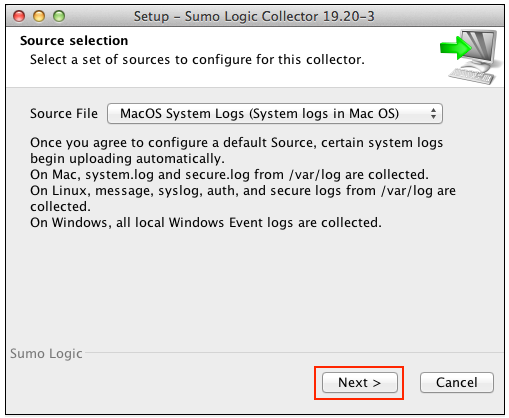 Setup – Sumo Logic Collector 19.20-3
Source selection
Select a set of sources to configure for this collector.
Source File MacOS System Logs (System logs in Mac OS)
Once you agree to configure a default Source, certain system logs
begin uploading automatically.
On Mac, system.log and secure.log from /var/log are collected.
On Linux, message, syslog, auth, and secure logs from /var/log are
collected.
On Windows, all local Windows Event logs are collected.
Sumo Logic
Next > Cancel